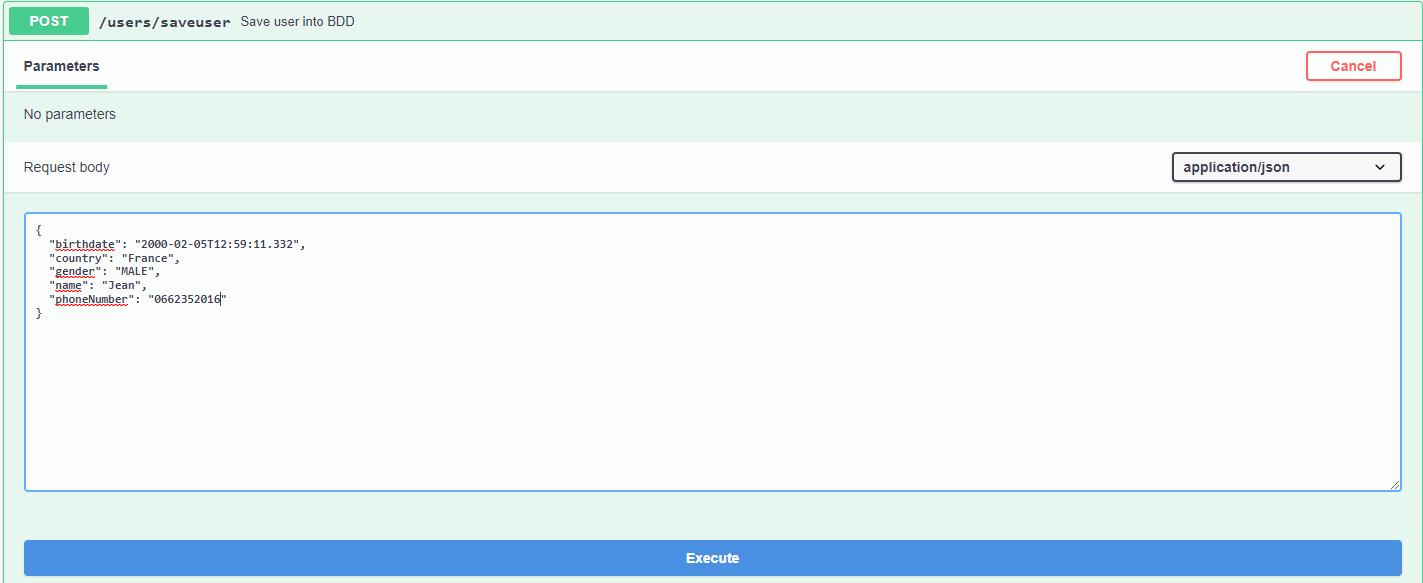 POST /users/saveuser Save user into BDD
Parameters Cancel
No parameters
Request body application/json
{
"birthdate": "2000-02-05T12:59:11.332",
"country": "France",
"gender": "MALE",
"name": "Jean",
"phoneNumber": "0662352016"
}
Execute